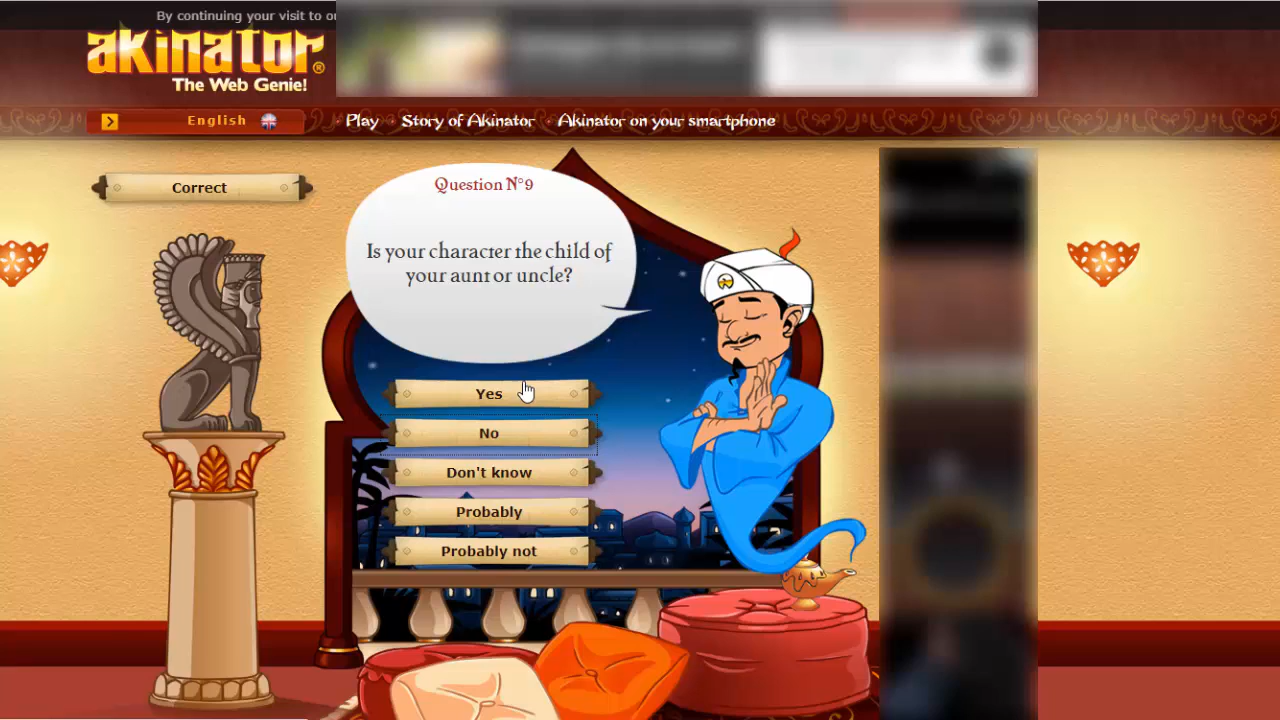 By continuing your visit to ou
akinator®
The Web Genie!
English
Play · Story of Akinator · Akinator on your smartphone
Correct
Question N°9
Is your character the child of
your aunt or uncle?
Yes
No
Don't know
Probably
Probably not